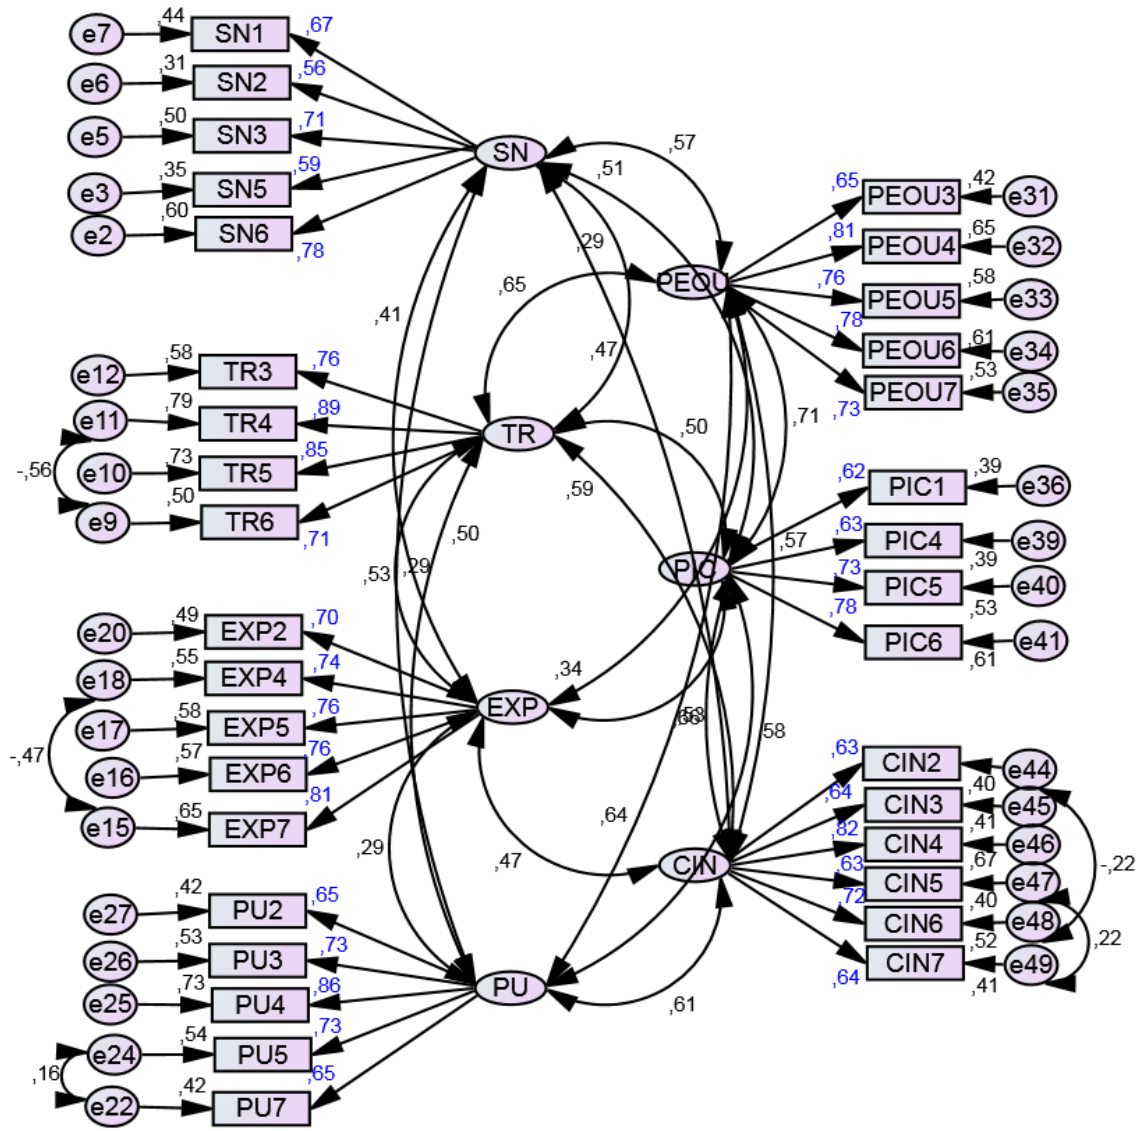 e7 ,44 SN1 ,67
e6 ,31 SN2 ,56
e5 ,50 SN3 ,71
e3 ,35 SN5 ,59
e2 ,60 SN6 ,78
SN
,57
,51
,29
,65
,47
,41
PEOU
,65 PEOU3 ,42 e31
,81 PEOU4 ,65 e32
,76 PEOU5 ,58 e33
,78 PEOU6 ,61 e34
,73 PEOU7 ,53 e35
e12 ,58 TR3 ,76
e11 ,79 TR4 ,89
e10 ,73 TR5 ,85
e9 ,50 TR6 ,71
-,56
TR
,50
,71
,59
,57
,50
,53
,29
PIC
,62 PIC1 ,39 e36
,63 PIC4 ,39 e39
,73 PIC5 ,53 e40
,78 PIC6 ,61 e41
e20 ,49 EXP2 ,70
e18 ,55 EXP4 ,74
e17 ,58 EXP5 ,76
e16 ,57 EXP6 ,76
e15 ,65 EXP7 ,81
-,47
EXP
,34
,58
,64
,47
,29
CIN
,63 CIN2 ,40 e44
,64 CIN3 ,41 e45
,82 CIN4 ,67 e46
,63 CIN5 ,40 e47
,72 CIN6 ,52 e48
,64 CIN7 ,41 e49
-,22
,22
e27 ,42 PU2 ,65
e26 ,53 PU3 ,73
e25 ,73 PU4 ,86
e24 ,54 PU5 ,73
e22 ,42 PU7 ,65
,16
PU
,61